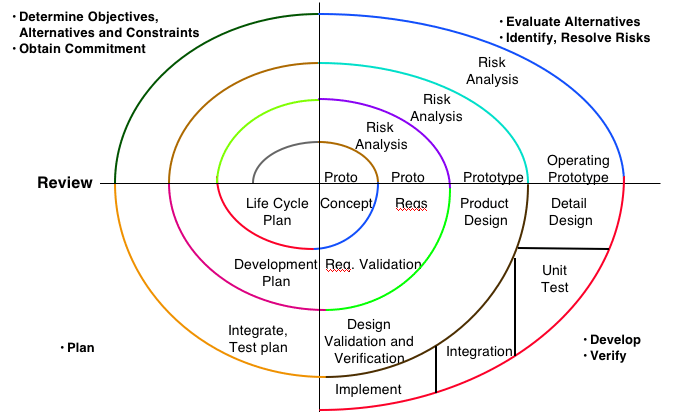 • Determine Objectives,
Alternatives and Constraints
• Obtain Commitment
• Evaluate Alternatives
• Identify, Resolve Risks
Risk
Analysis
Risk
Analysis
Risk
Analysis
Operating
Prototype
Proto
Proto
Prototype
Review
Life Cycle
Plan
Concept
Reqs
Product
Design
Detail
Design
Development
Plan
Req. Validation
Unit
Test
Integrate,
Test plan
Design
Validation and
Verification
Integration
Implement
• Plan
• Develop
• Verify